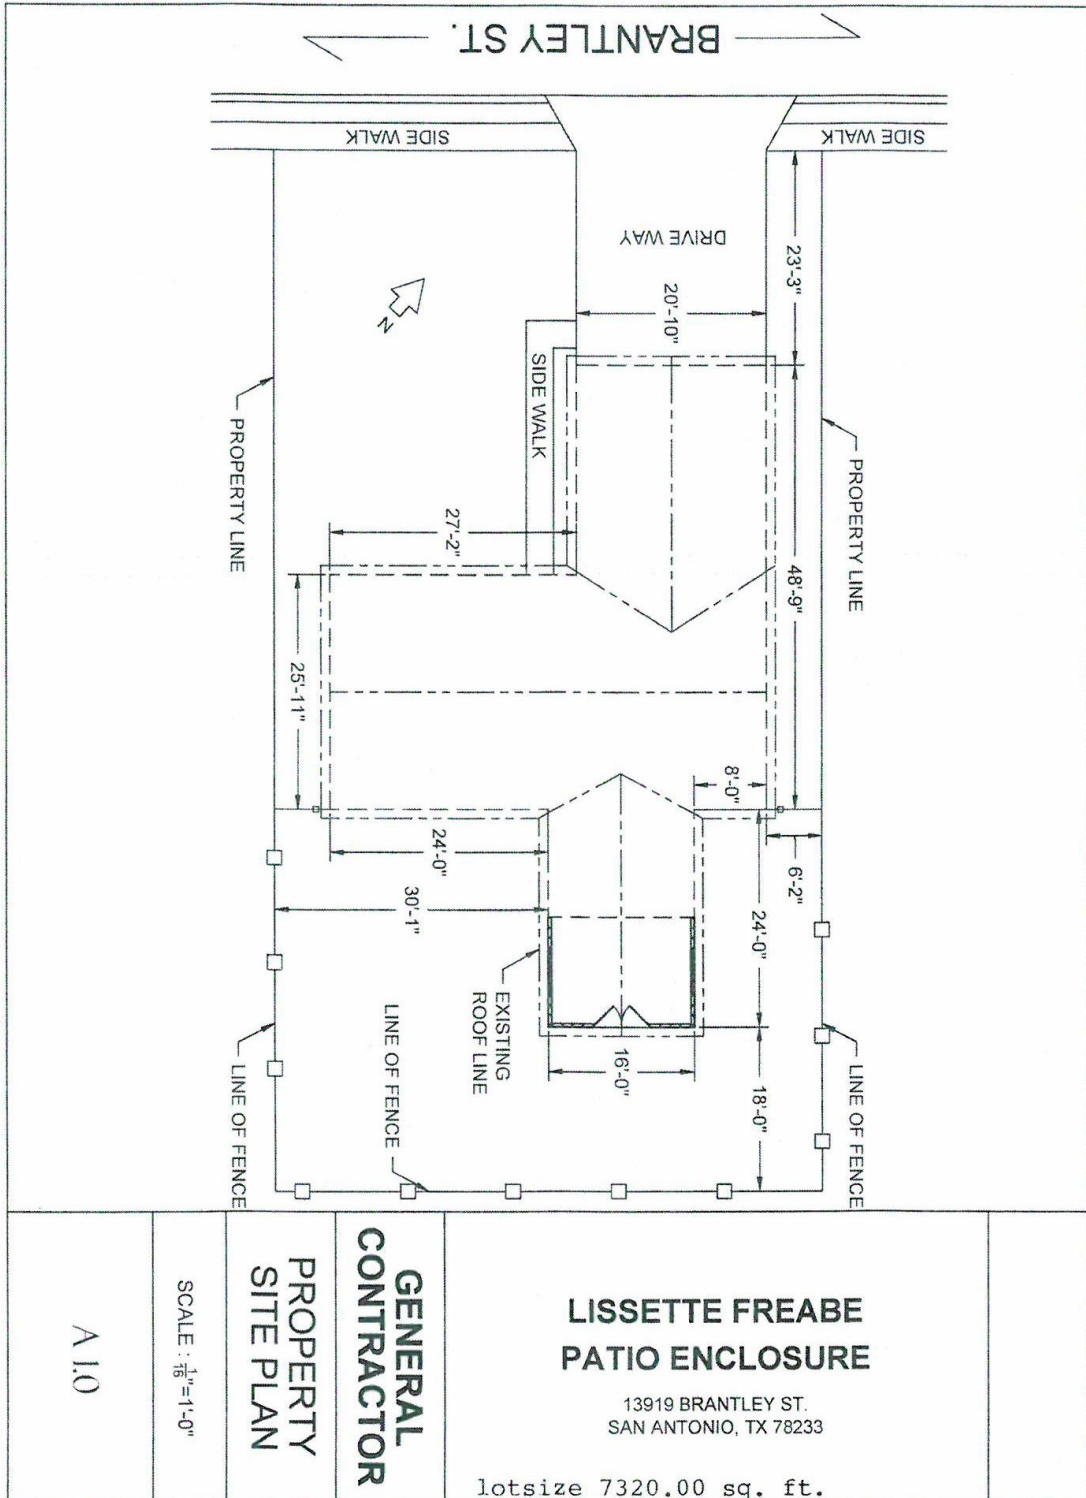 BRANTLEY ST.
SIDE WALK
SIDE WALK
DRIVE WAY
23'-3"
20'-10"
N
SIDE WALK
PROPERTY LINE
PROPERTY LINE
27'-2"
48'-9"
25'-11"
8'-0"
6'-2"
24'-0"
30'-1"
24'-0"
EXISTING
ROOF LINE
LINE OF FENCE
16'-0"
18'-0"
LINE OF FENCE
LINE OF FENCE
LISSETTE FREABE
PATIO ENCLOSURE
13919 BRANTLEY ST.
SAN ANTONIO, TX 78233
lotsize 7320.00 sq. ft.
GENERAL
CONTRACTOR
PROPERTY
SITE PLAN
SCALE : 1/16"=1'-0"
A 1.0